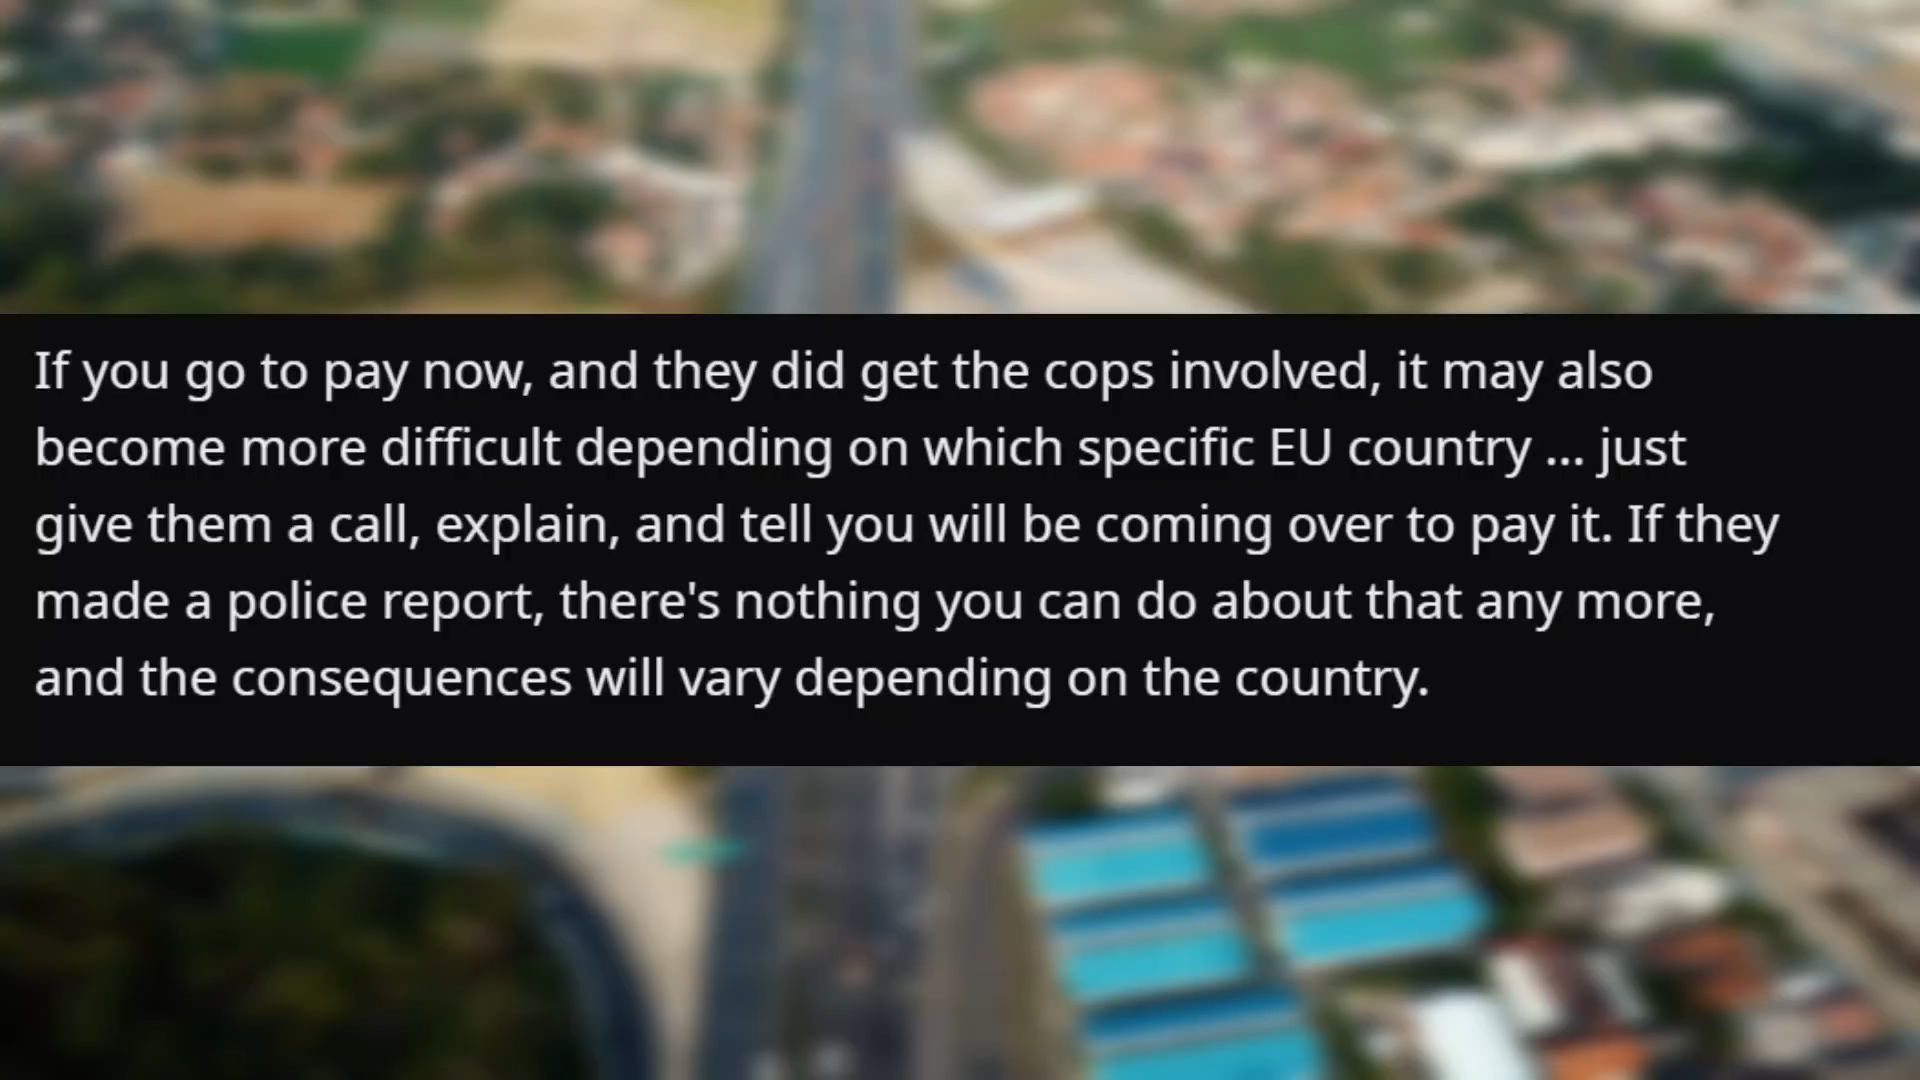 If you go to pay now, and they did get the cops involved, it may also
become more difficult depending on which specific EU country ... just
give them a call, explain, and tell you will be coming over to pay it. If they
made a police report, there's nothing you can do about that any more,
and the consequences will vary depending on the country.